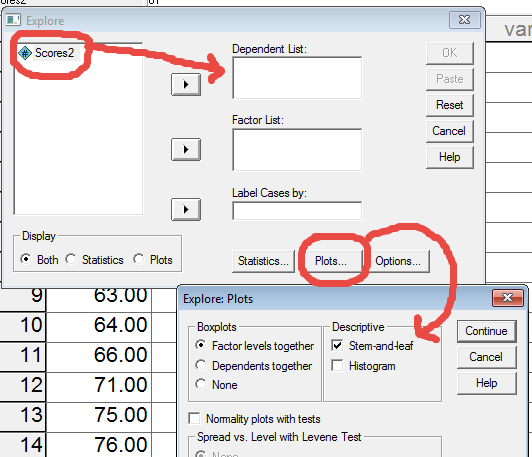 ores2
01
Explore
var
Scores2
Dependent List:
OK
Paste
Reset
Factor List:
Cancel
Help
Label Cases by:
Display
Both Statistics Plots
Statistics... Plots... Options...
9 63.00
10 64.00
11 66.00
12 71.00
13 75.00
14 76.00
Explore: Plots
Boxplots
Factor levels together
Dependents together
None
Descriptive
Stem-and-leaf
Histogram
Continue
Cancel
Help
Normality plots with tests
Spread vs. Level with Levene Test
None